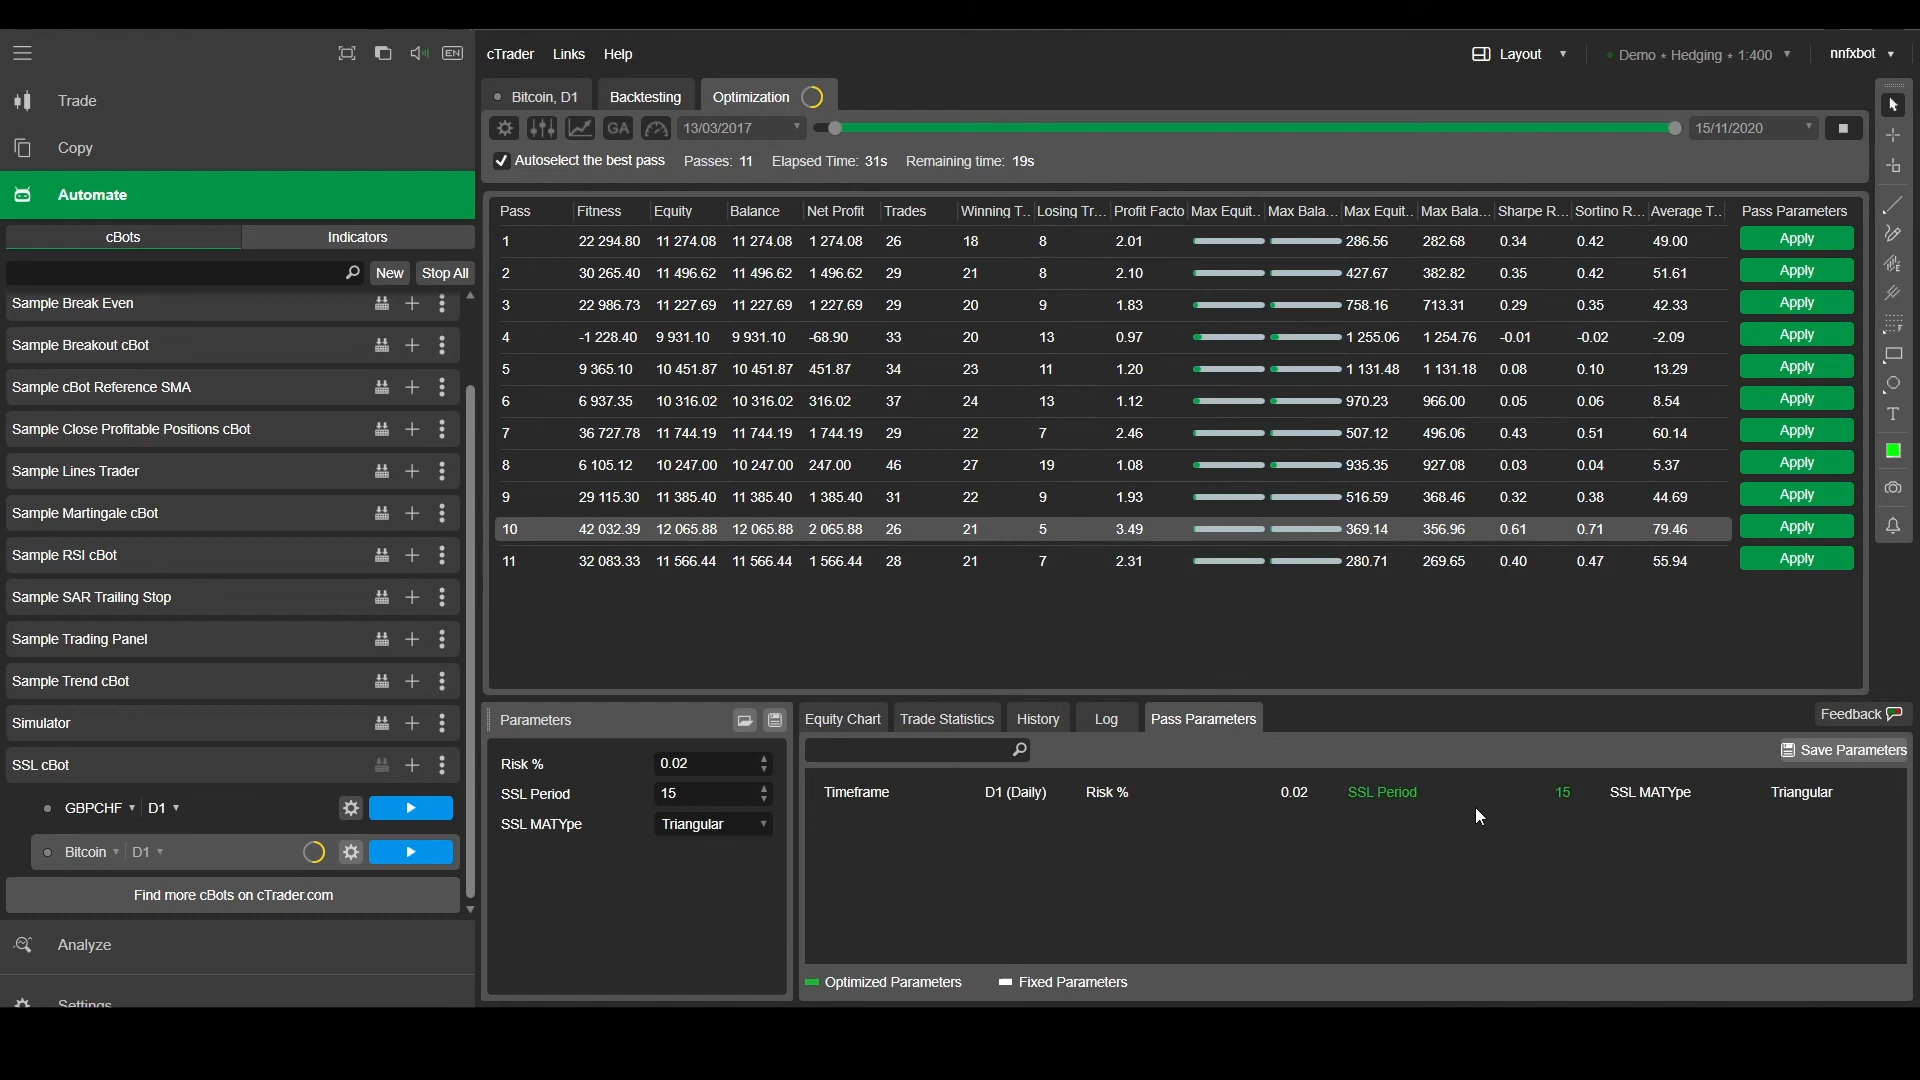 EN
cTrader Links Help
Layout
Demo • Hedging • 1:400
nnfxbot
Trade
Copy
Automate
cBots Indicators
New Stop All
Sample Break Even
Sample Breakout cBot
Sample cBot Reference SMA
Sample Close Profitable Positions cBot
Sample Lines Trader
Sample Martingale cBot
Sample RSI cBot
Sample SAR Trailing Stop
Sample Trading Panel
Sample Trend cBot
Simulator
SSL cBot
GBPCHF D1
Bitcoin D1
Find more cBots on cTrader.com
Analyze
Settings
Bitcoin, D1 Backtesting Optimization
GA 13/03/2017 15/11/2020
Autoselect the best pass Passes: 11 Elapsed Time: 31s Remaining time: 19s
Pass Fitness Equity Balance Net Profit Trades Winning T... Losing Tr... Profit Facto Max Equit... Max Bala... Max Equit... Max Bala... Sharpe R... Sortino R... Average T... Pass Parameters
1 22 294.80 11 274.08 11 274.08 1 274.08 26 18 8 2.01 286.56 282.68 0.34 0.42 49.00 Apply
2 30 265.40 11 496.62 11 496.62 1 496.62 29 21 8 2.10 427.67 382.82 0.35 0.42 51.61 Apply
3 22 986.73 11 227.69 11 227.69 1 227.69 29 20 9 1.83 758.16 713.31 0.29 0.35 42.33 Apply
4 -1 228.40 9 931.10 9 931.10 -68.90 33 20 13 0.97 1 255.06 1 254.76 -0.01 -0.02 -2.09 Apply
5 9 365.10 10 451.87 10 451.87 451.87 34 23 11 1.20 1 131.48 1 131.18 0.08 0.10 13.29 Apply
6 6 937.35 10 316.02 10 316.02 316.02 37 24 13 1.12 970.23 966.00 0.05 0.06 8.54 Apply
7 36 727.78 11 744.19 11 744.19 1 744.19 29 22 7 2.46 507.12 496.06 0.43 0.51 60.14 Apply
8 6 105.12 10 247.00 10 247.00 247.00 46 27 19 1.08 935.35 927.08 0.03 0.04 5.37 Apply
9 29 115.30 11 385.40 11 385.40 1 385.40 31 22 9 1.93 516.59 368.46 0.32 0.38 44.69 Apply
10 42 032.39 12 065.88 12 065.88 2 065.88 26 21 5 3.49 369.14 356.96 0.61 0.71 79.46 Apply
11 32 083.33 11 566.44 11 566.44 1 566.44 28 21 7 2.31 280.71 269.65 0.40 0.47 55.94 Apply
Parameters
Risk % 0.02
SSL Period 15
SSL MATYpe Triangular
Equity Chart Trade Statistics History Log Pass Parameters
Feedback
Save Parameters
Timeframe D1 (Daily) Risk % 0.02 SSL Period 15 SSL MATYpe Triangular
Optimized Parameters Fixed Parameters